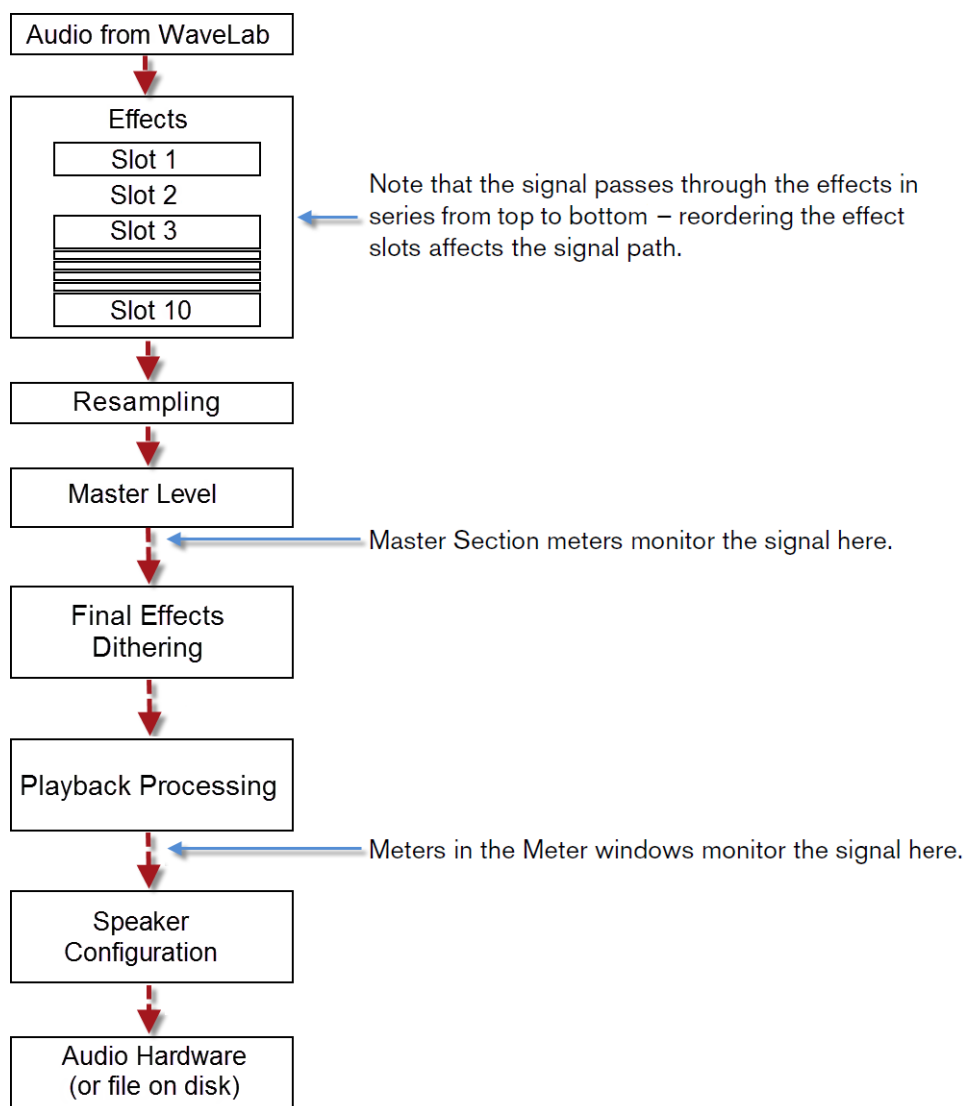 Audio from WaveLab
Effects
Slot 1
Slot 2
Slot 3
Slot 10
Note that the signal passes through the effects in
series from top to bottom – reordering the effect
slots affects the signal path.
Resampling
Master Level
Master Section meters monitor the signal here.
Final Effects
Dithering
Playback Processing
Meters in the Meter windows monitor the signal here.
Speaker
Configuration
Audio Hardware
(or file on disk)